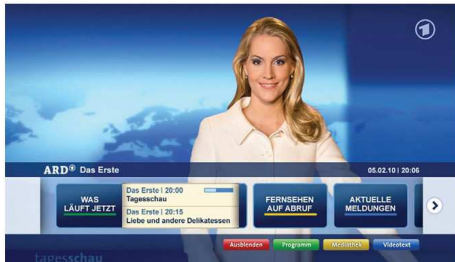 1
ARD® Das Erste
05.02.10 | 20:06
WAS
LÄUFT JETZT
Das Erste | 20:00
Tagesschau
Das Erste | 20:15
Liebe und andere Delikatessen
FERNSEHEN
AUF ABRUF
AKTUELLE
MELDUNGEN
Ausblenden Programm Mediathek Videotext
tagesschau